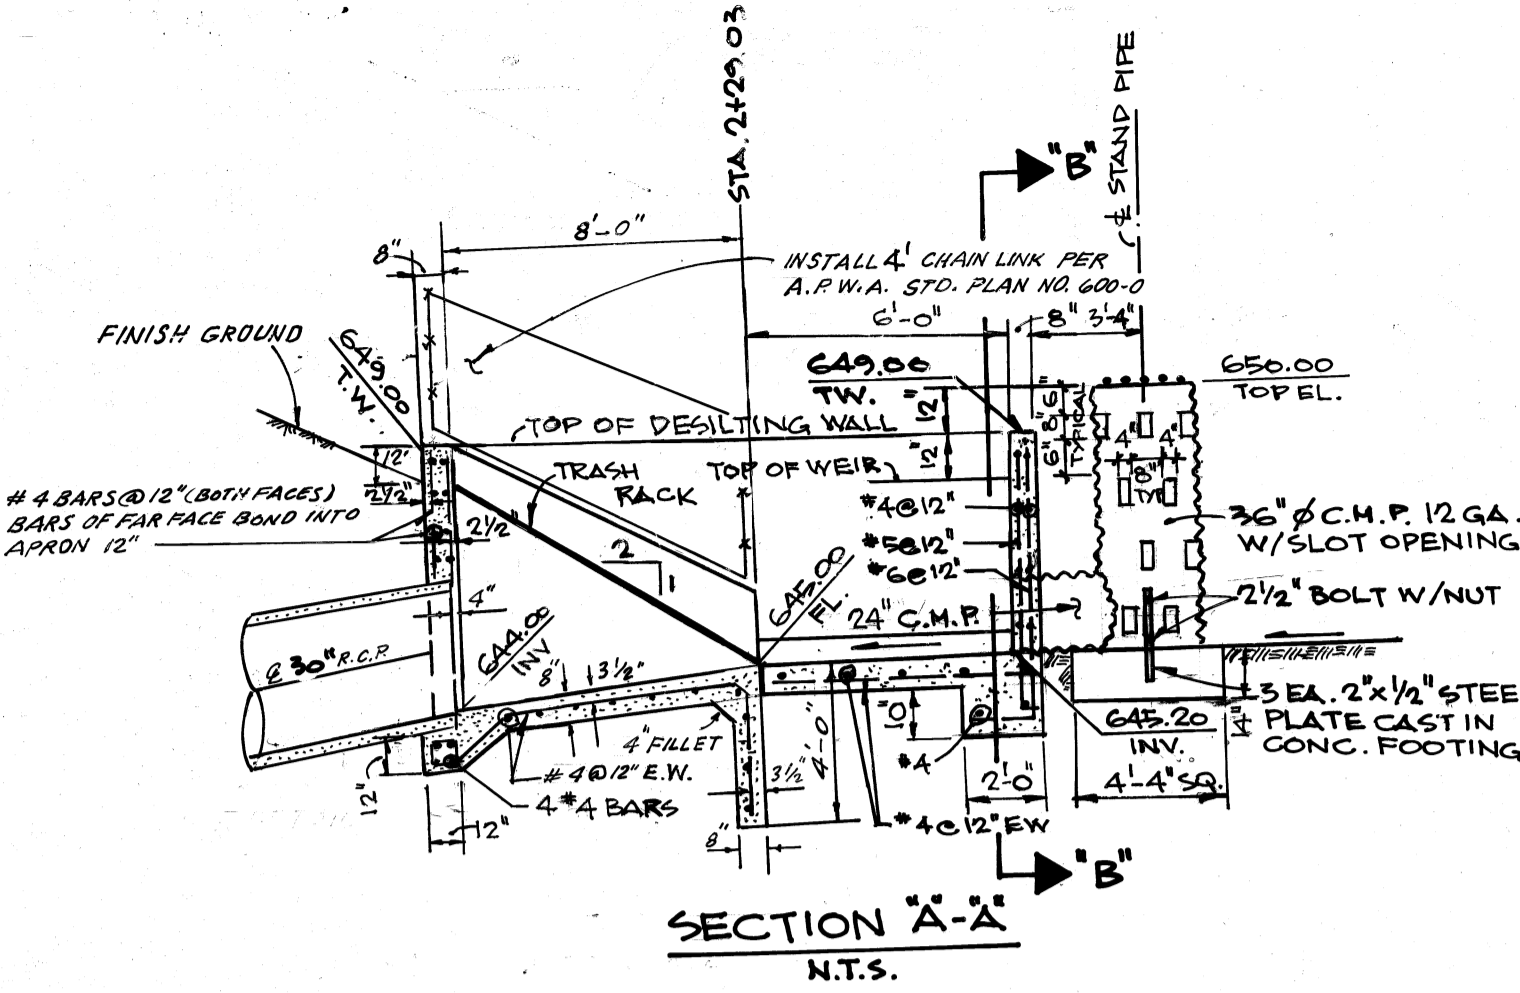 STA. 2+29.03
℄ STAND PIPE
"B"
8'-0"
8"
INSTALL 4' CHAIN LINK PER
A.P.W.A. STD. PLAN NO. 600-0
FINISH GROUND
649.00
T.W.
6'-0"
8"
3'-4"
649.00
TW.
650.00
TOP EL.
12"
12"
6"
8"
6"
TYPICAL
TOP OF DESILTING WALL
TRASH
RACK
TOP OF WEIR
12'
2½"
#4 BARS @ 12" (BOTH FACES)
BARS OF FAR FACE BOND INTO
APRON 12"
2½"
2
1
#4@12"
#5@12"
#6@12"
4"
4"
36" Ø C.M.P. 12 GA.
W/SLOT OPENING
2½" BOLT W/NUT
645.00
FL.
24" C.M.P.
4"
644.00
INV
℄ 30" R.C.P.
8"
3½"
4" FILLET
#4@12" E.W.
4 #4 BARS
12"
12"
3½"
4'-0"
8"
10"
#4
2'-0"
#4@12" EW
645.20
INV.
4'-4" SQ.
14"
3 EA. 2"x½" STEE
PLATE CAST IN
CONC. FOOTING
"B"
SECTION "A"-"A"
N.T.S.